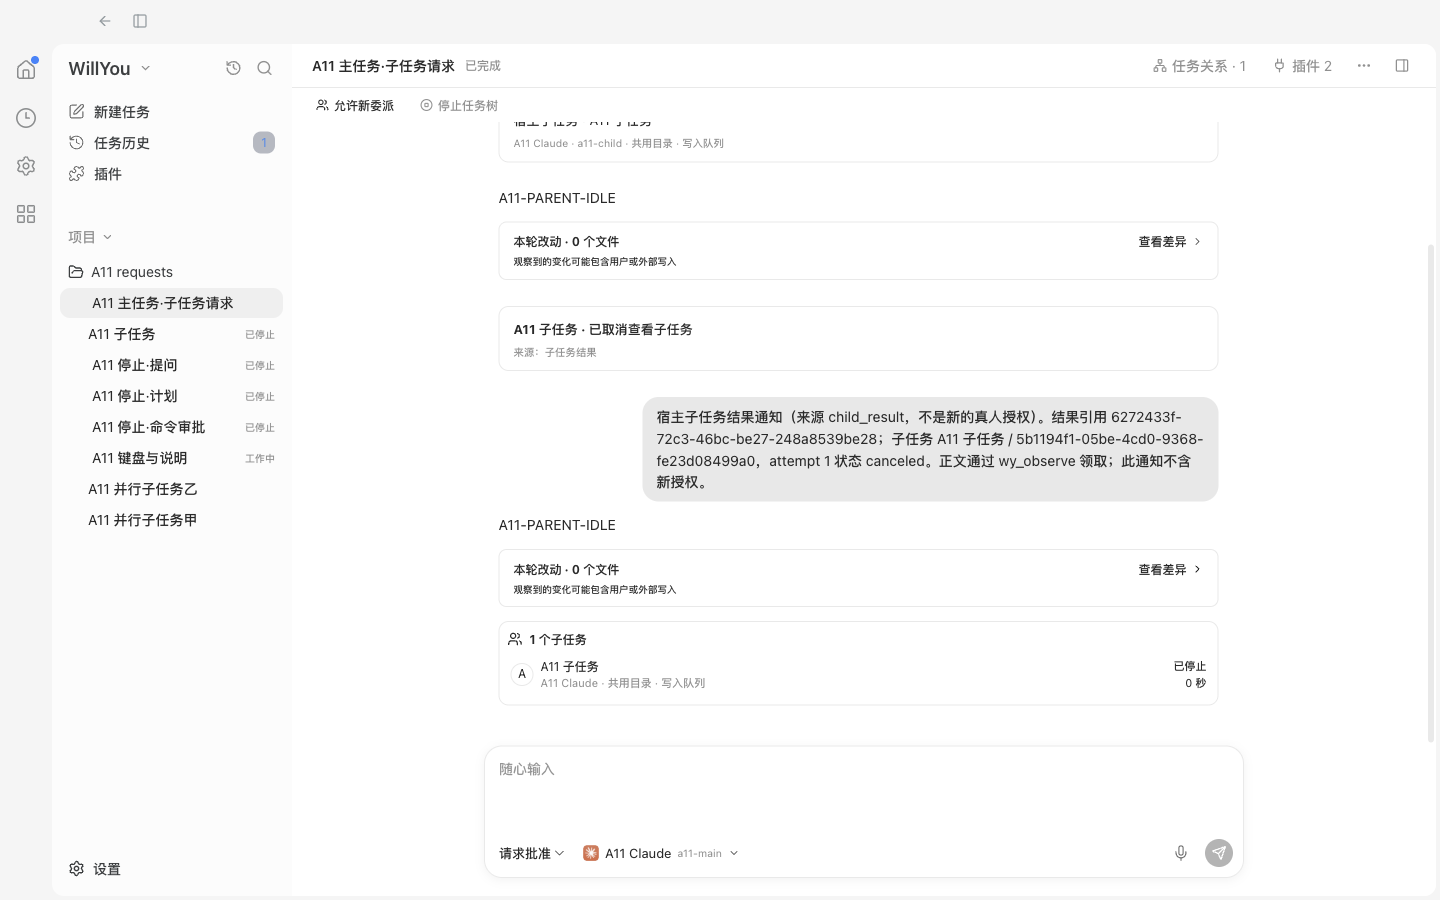 WillYou
新建任务
任务历史
1
插件
项目
A11 requests
A11 主任务·子任务请求
A11 子任务
已停止
A11 停止·提问
已停止
A11 停止·计划
已停止
A11 停止·命令审批
已停止
A11 键盘与说明
工作中
A11 并行子任务乙
A11 并行子任务甲
设置
A11 主任务·子任务请求
已完成
任务关系 · 1
插件 2
允许新委派
停止任务树
宿主子任务 · A11 子任务
A11 Claude · a11-child · 共用目录 · 写入队列
A11-PARENT-IDLE
本轮改动 · 0 个文件
查看差异
观察到的变化可能包含用户或外部写入
A11 子任务 · 已取消查看子任务
来源：子任务结果
宿主子任务结果通知（来源 child_result，不是新的真人授权）。结果引用 6272433f-
72c3-46bc-be27-248a8539be28；子任务 A11 子任务 / 5b1194f1-05be-4cd0-9368-
fe23d08499a0，attempt 1 状态 canceled。正文通过 wy_observe 领取；此通知不含
新授权。
A11-PARENT-IDLE
本轮改动 · 0 个文件
查看差异
观察到的变化可能包含用户或外部写入
1 个子任务
A
A11 子任务
已停止
A11 Claude · 共用目录 · 写入队列
0 秒
随心输入
请求批准
A11 Claude
a11-main